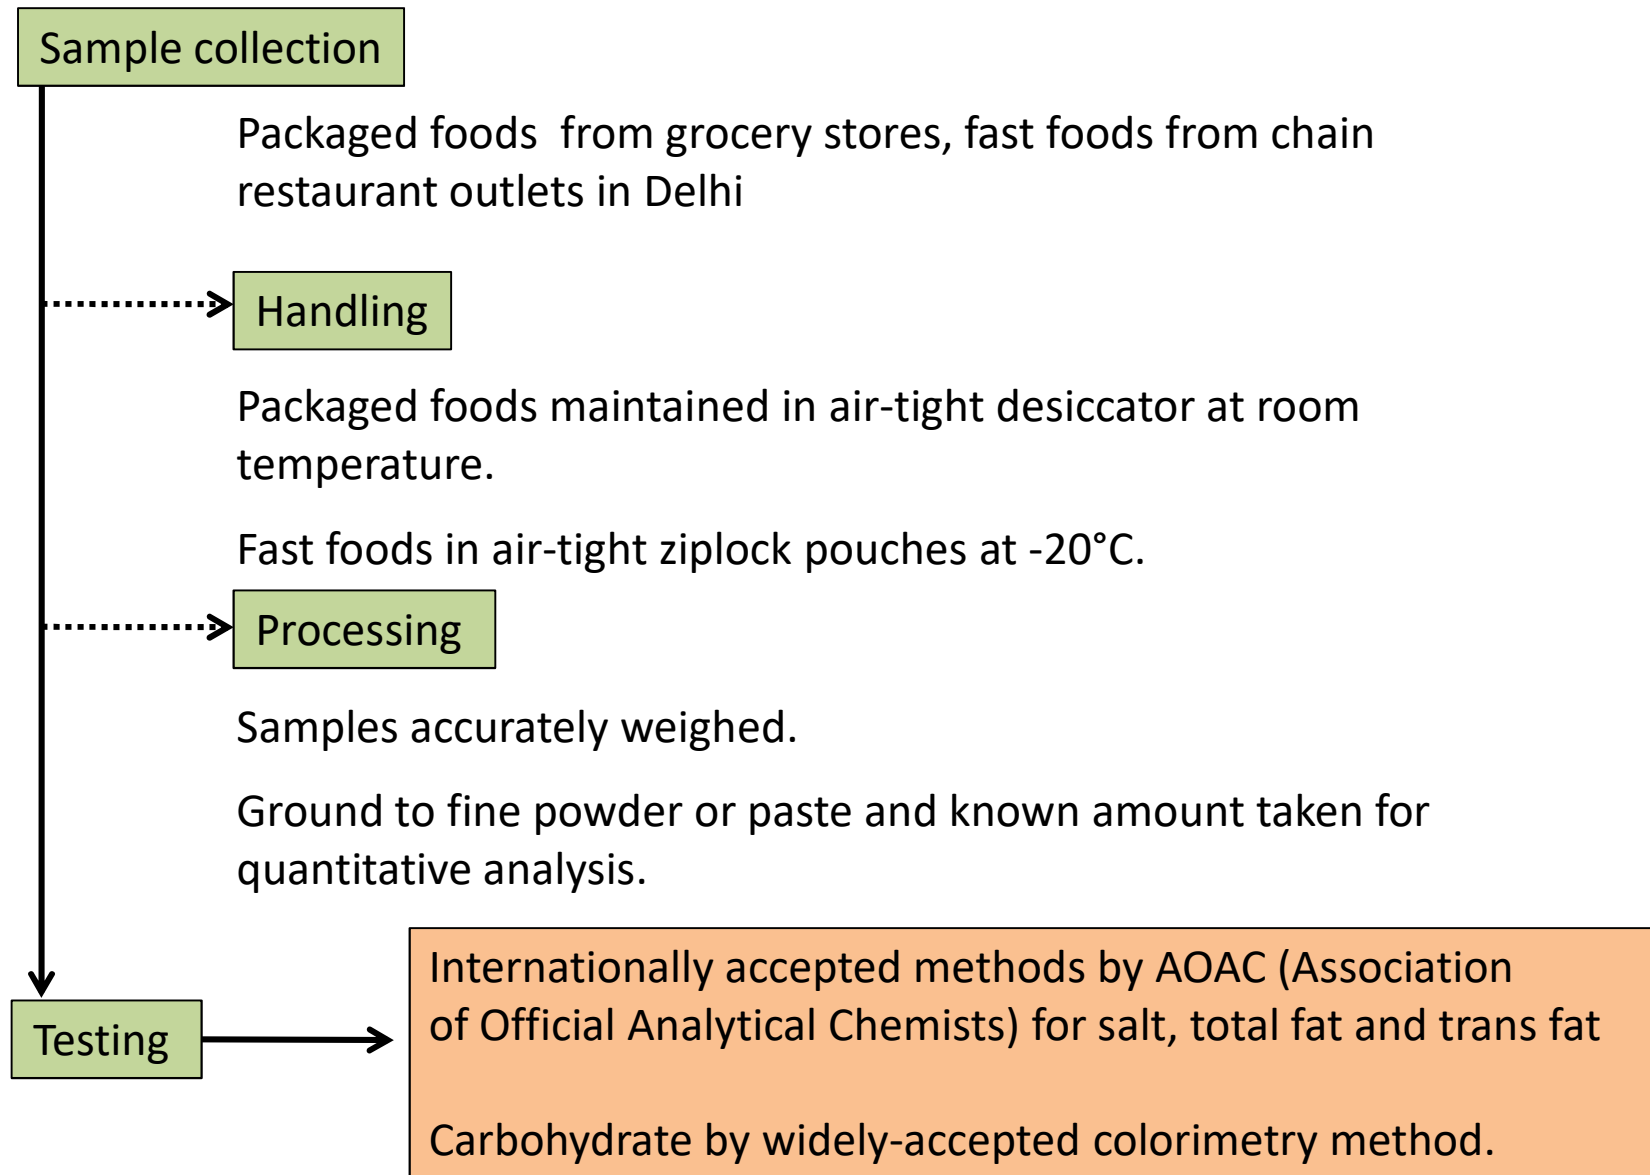 Sample collection
Packaged foods from grocery stores, fast foods from chain
restaurant outlets in Delhi
Handling
Packaged foods maintained in air-tight desiccator at room
temperature.
Fast foods in air-tight ziplock pouches at -20°C.
Processing
Samples accurately weighed.
Ground to fine powder or paste and known amount taken for
quantitative analysis.
Testing
Internationally accepted methods by AOAC (Association
of Official Analytical Chemists) for salt, total fat and trans fat
Carbohydrate by widely-accepted colorimetry method.